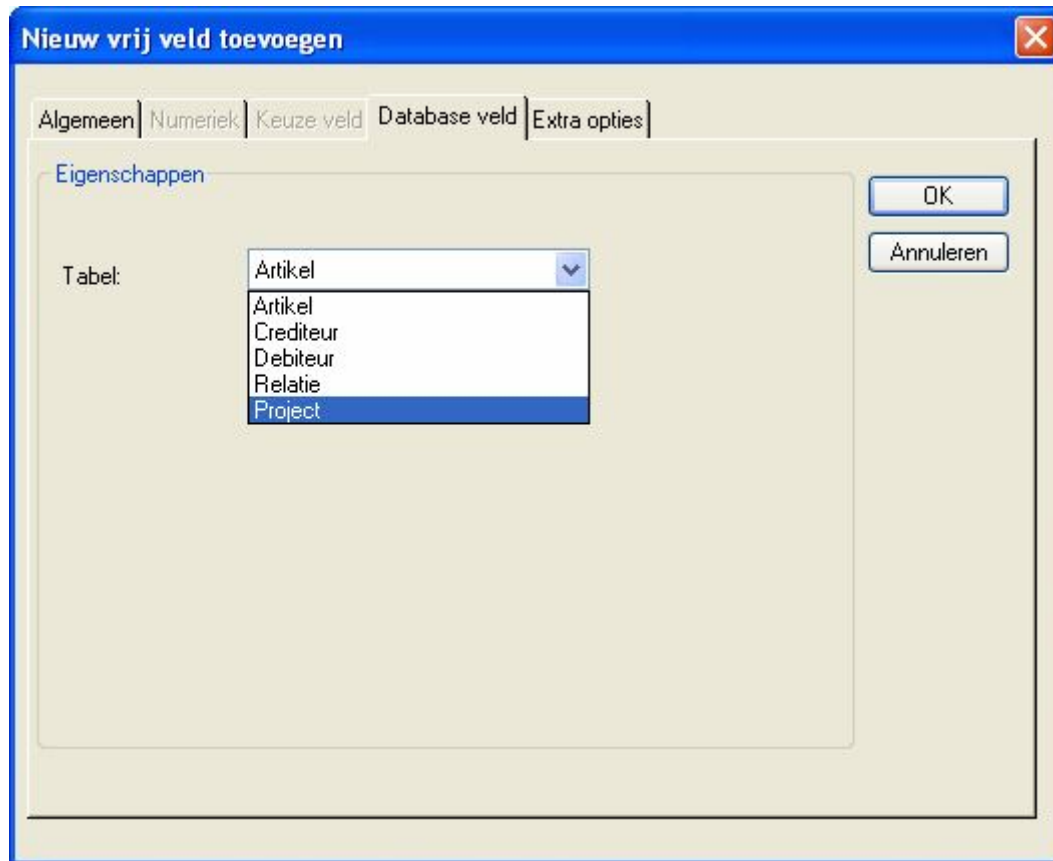 Nieuw vrij veld toevoegen
Algemeen Numeriek Keuze veld Database veld Extra opties
Eigenschappen
OK
Annuleren
Tabel: Artikel
Artikel
Crediteur
Debiteur
Relatie
Project